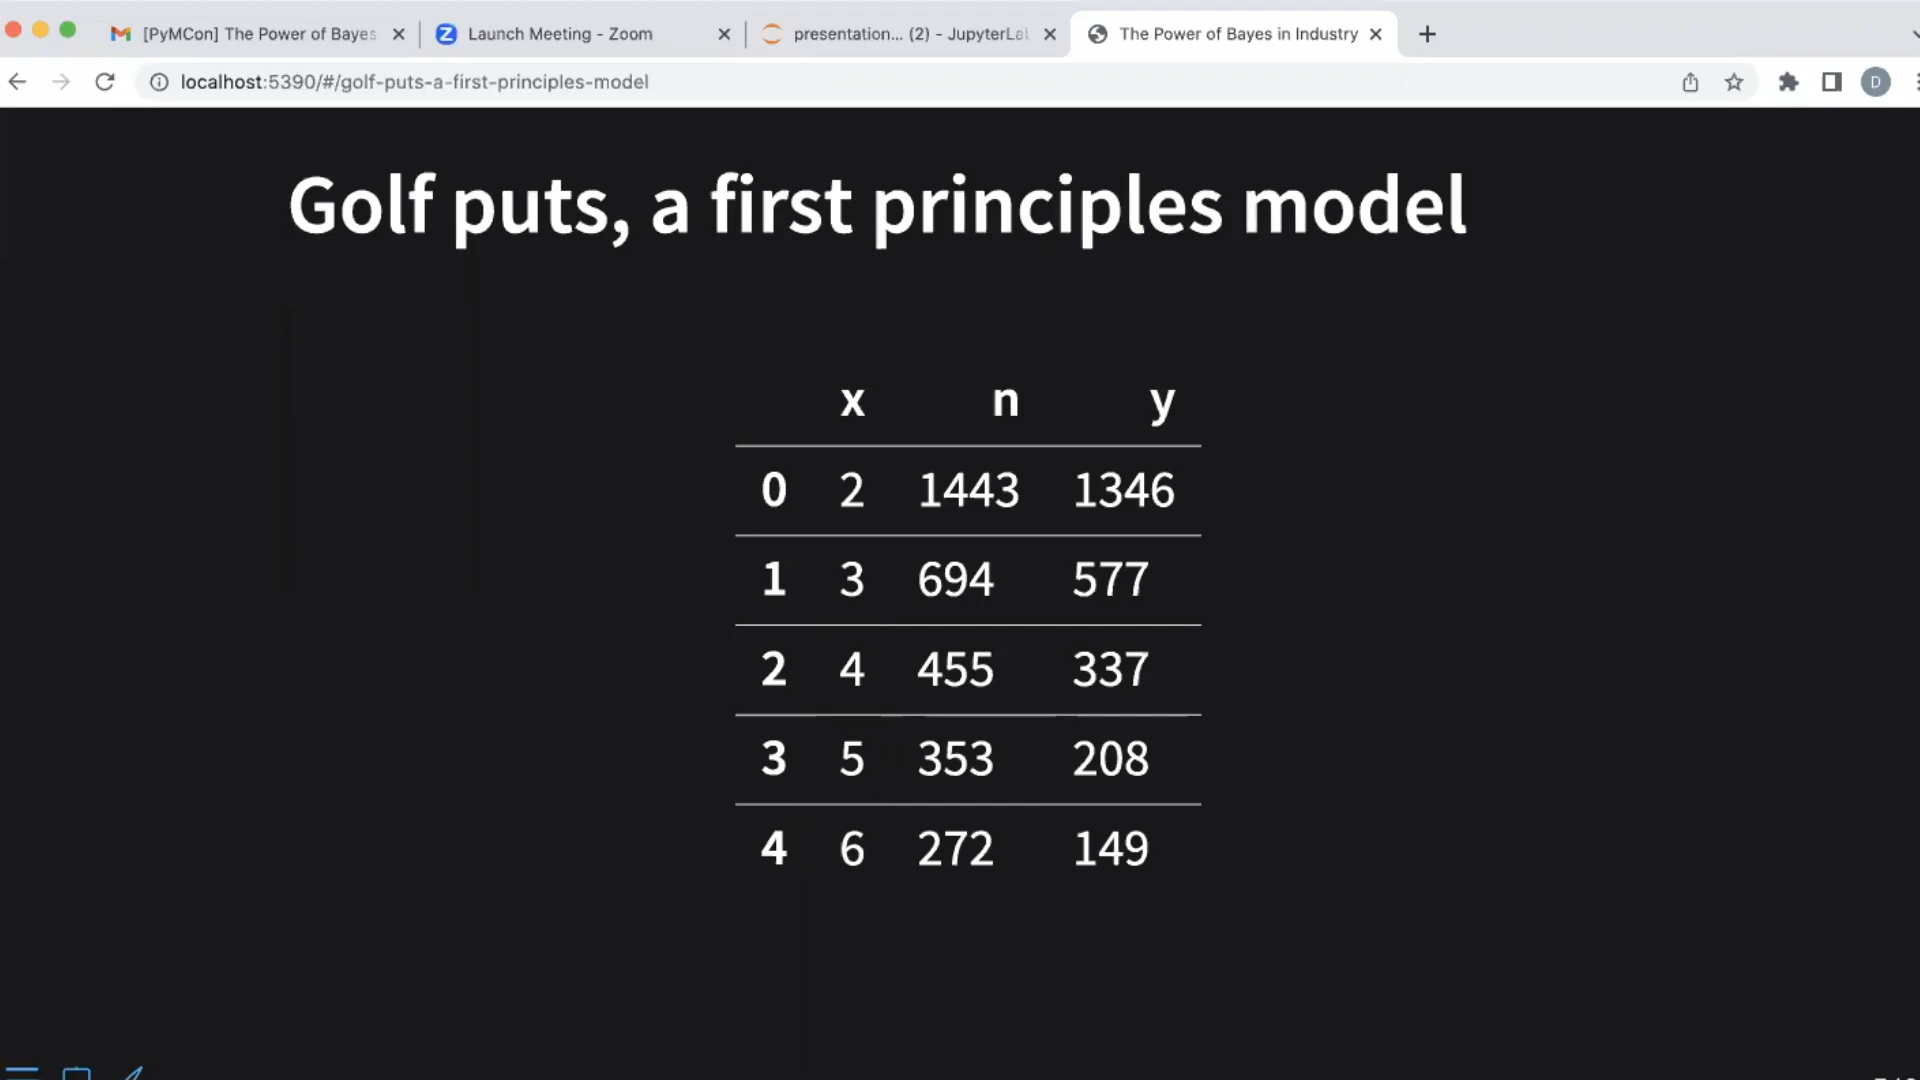 [PyMCon] The Power of Bayes
Launch Meeting - Zoom
presentation... (2) - JupyterLa
The Power of Bayes in Industry
localhost:5390/#/golf-puts-a-first-principles-model
D
Golf puts, a first principles model
x n y
0 2 1443 1346
1 3 694 577
2 4 455 337
3 5 353 208
4 6 272 149